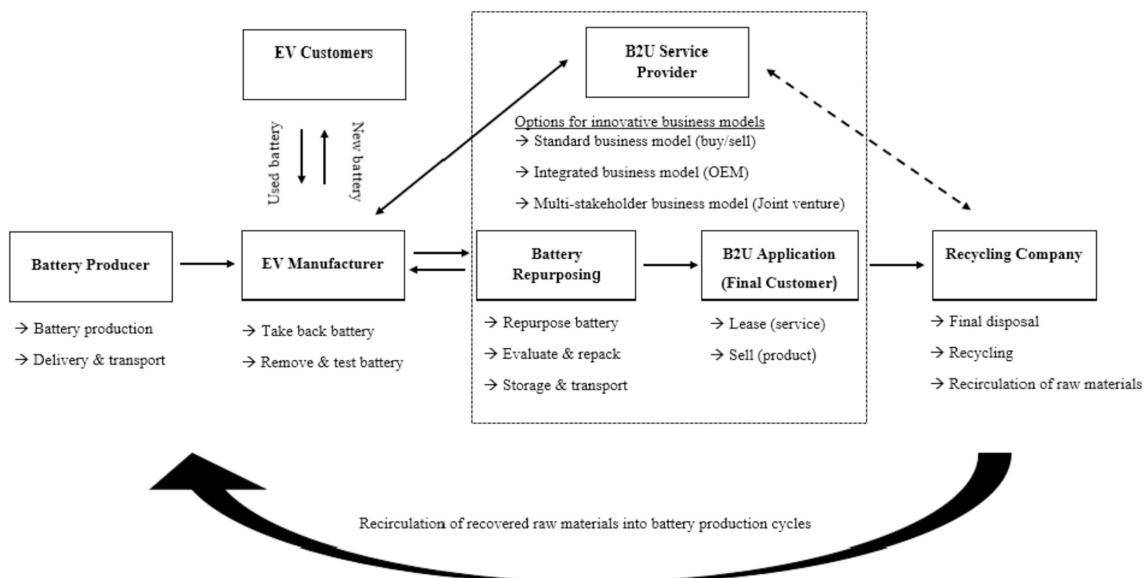 EV Customers
B2U Service
Provider
Used battery
New battery
Options for innovative business models
→ Standard business model (buy/sell)
→ Integrated business model (OEM)
→ Multi-stakeholder business model (Joint venture)
Battery Producer
EV Manufacturer
Battery
Repurposing
B2U Application
(Final Customer)
Recycling Company
→ Battery production
→ Delivery & transport
→ Take back battery
→ Remove & test battery
→ Repurpose battery
→ Evaluate & repack
→ Storage & transport
→ Lease (service)
→ Sell (product)
→ Final disposal
→ Recycling
→ Recirculation of raw materials
Recirculation of recovered raw materials into battery production cycles